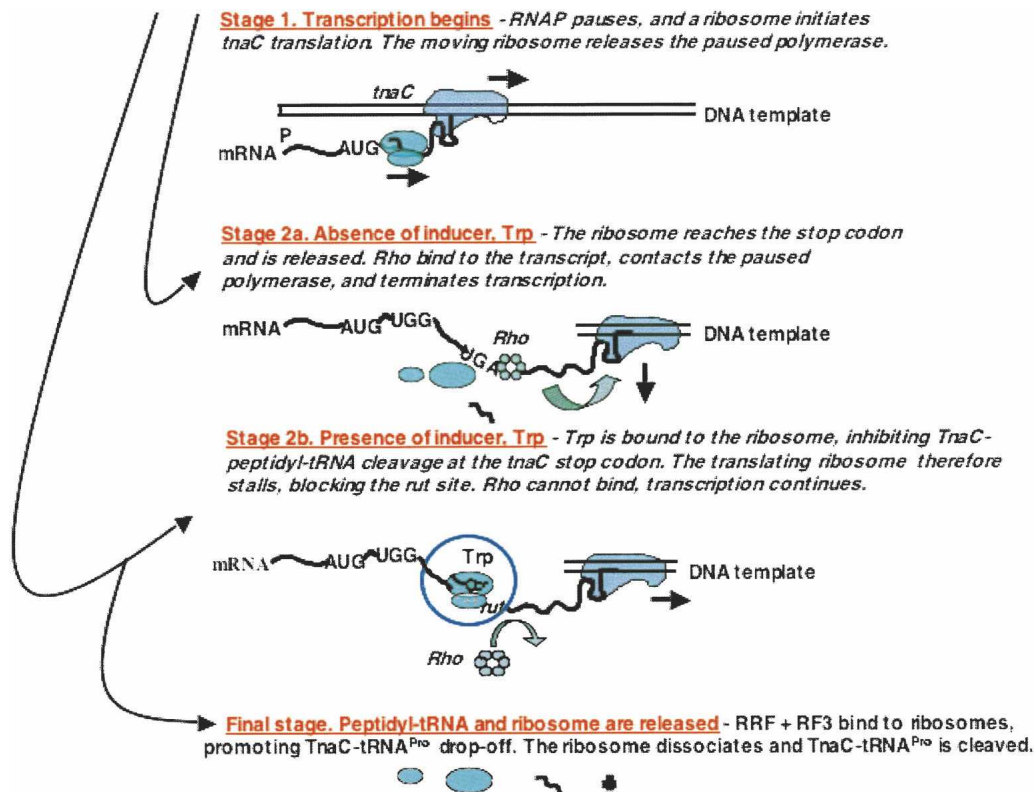 Stage 1. Transcription begins - RNAP pauses, and a ribosome initiates
tnaC translation. The moving ribosome releases the paused polymerase.
tnaC
DNA template
P
mRNA
AUG
Stage 2a. Absence of inducer, Trp - The ribosome reaches the stop codon
and is released. Rho bind to the transcript, contacts the paused
polymerase, and terminates transcription.
mRNA
AUG
UGG
Rho
DNA template
UGA
Stage 2b. Presence of inducer, Trp - Trp is bound to the ribosome, inhibiting TnaC-
peptidyl-tRNA cleavage at the tnaC stop codon. The translating ribosome therefore
stalls, blocking the rut site. Rho cannot bind, transcription continues.
mRNA
AUG
UGG
Trp
DNA template
rut
Rho
Final stage. Peptidyl-tRNA and ribosome are released - RRF + RF3 bind to ribosomes,
promoting TnaC-tRNAPro drop-off. The ribosome dissociates and TnaC-tRNAPro is cleaved.